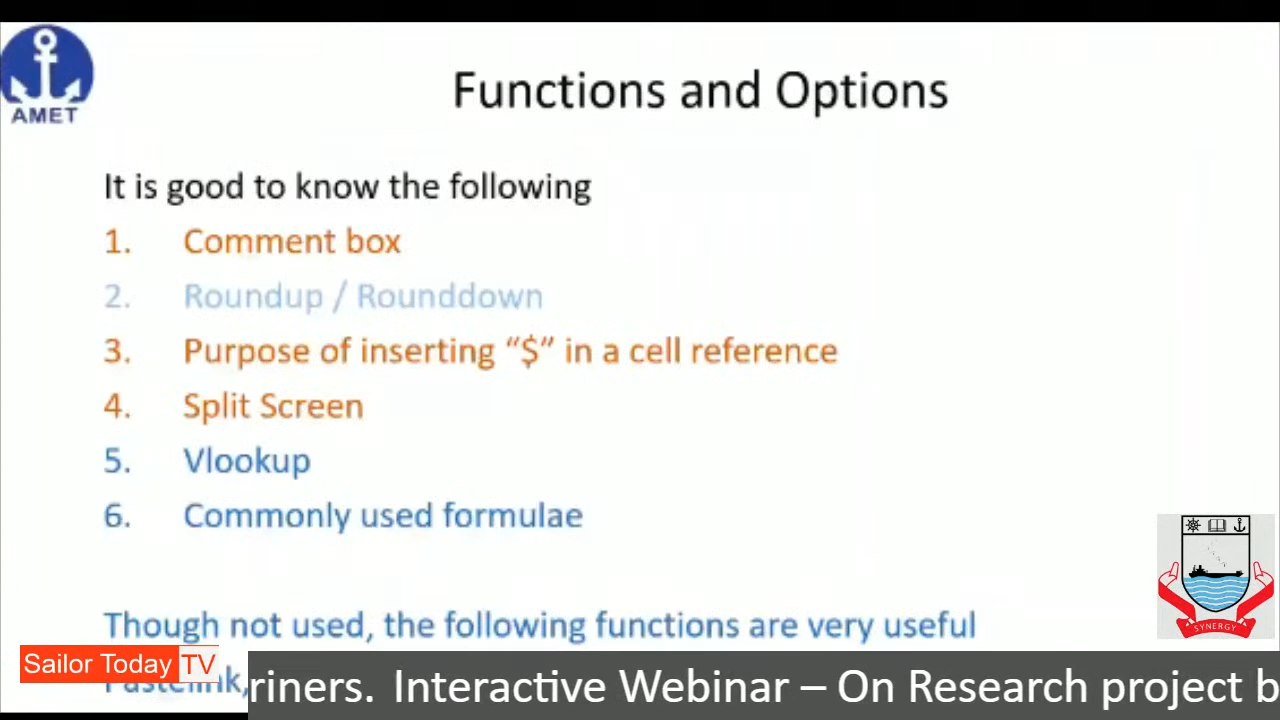 AMET
Functions and Options
It is good to know the following
1. Comment box
2. Roundup / Rounddown
3. Purpose of inserting “$” in a cell reference
4. Split Screen
5. Vlookup
6. Commonly used formulae
SYNERGY
Though not used, the following functions are very useful
Sailor Today TV
riners. Interactive Webinar – On Research project b